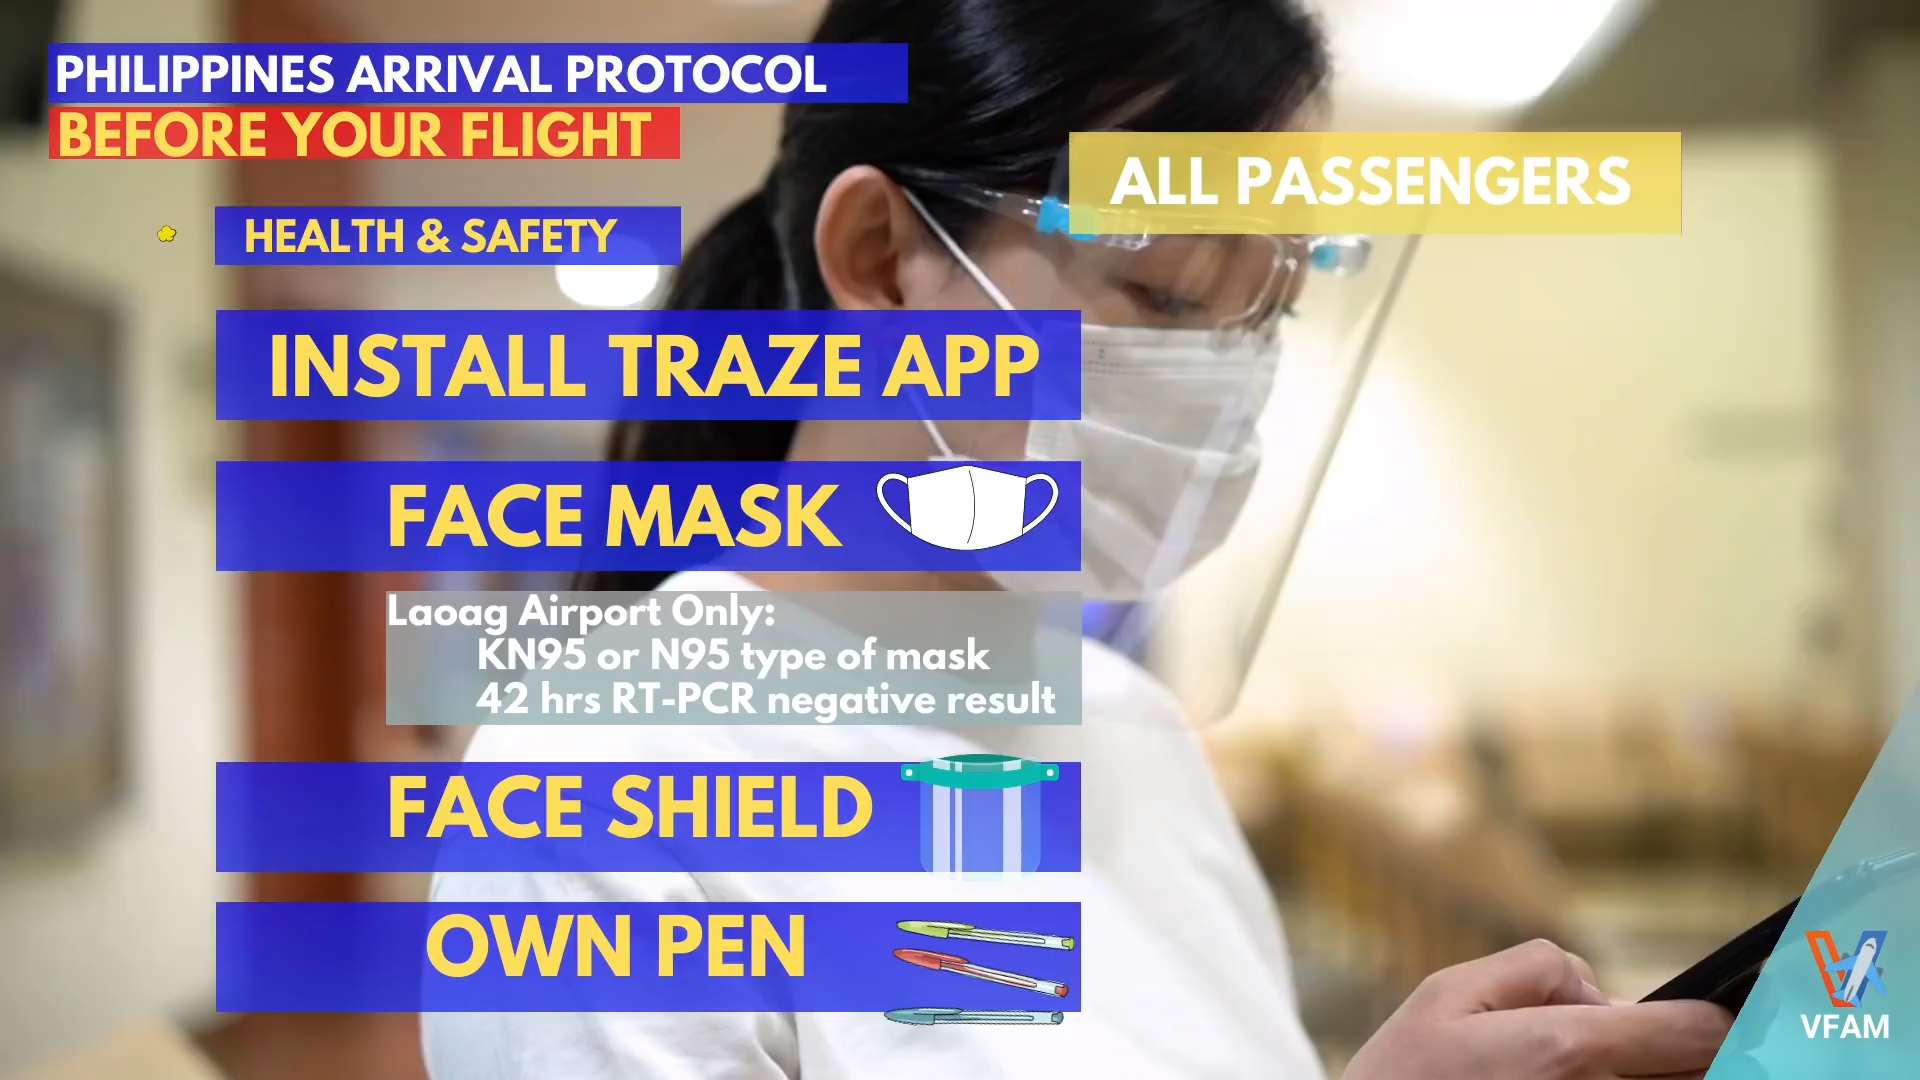 PHILIPPINES ARRIVAL PROTOCOL
BEFORE YOUR FLIGHT
ALL PASSENGERS
HEALTH & SAFETY
INSTALL TRAZE APP
FACE MASK
Laoag Airport Only:
KN95 or N95 type of mask
42 hrs RT-PCR negative result
FACE SHIELD
OWN PEN
VFAM